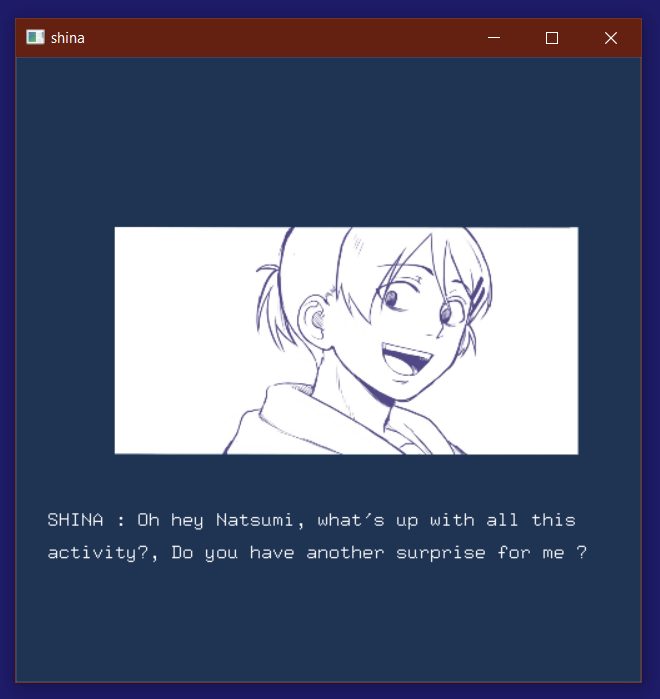 shina
SHINA : Oh hey Natsumi, what's up with all this
activity?, Do you have another surprise for me ?